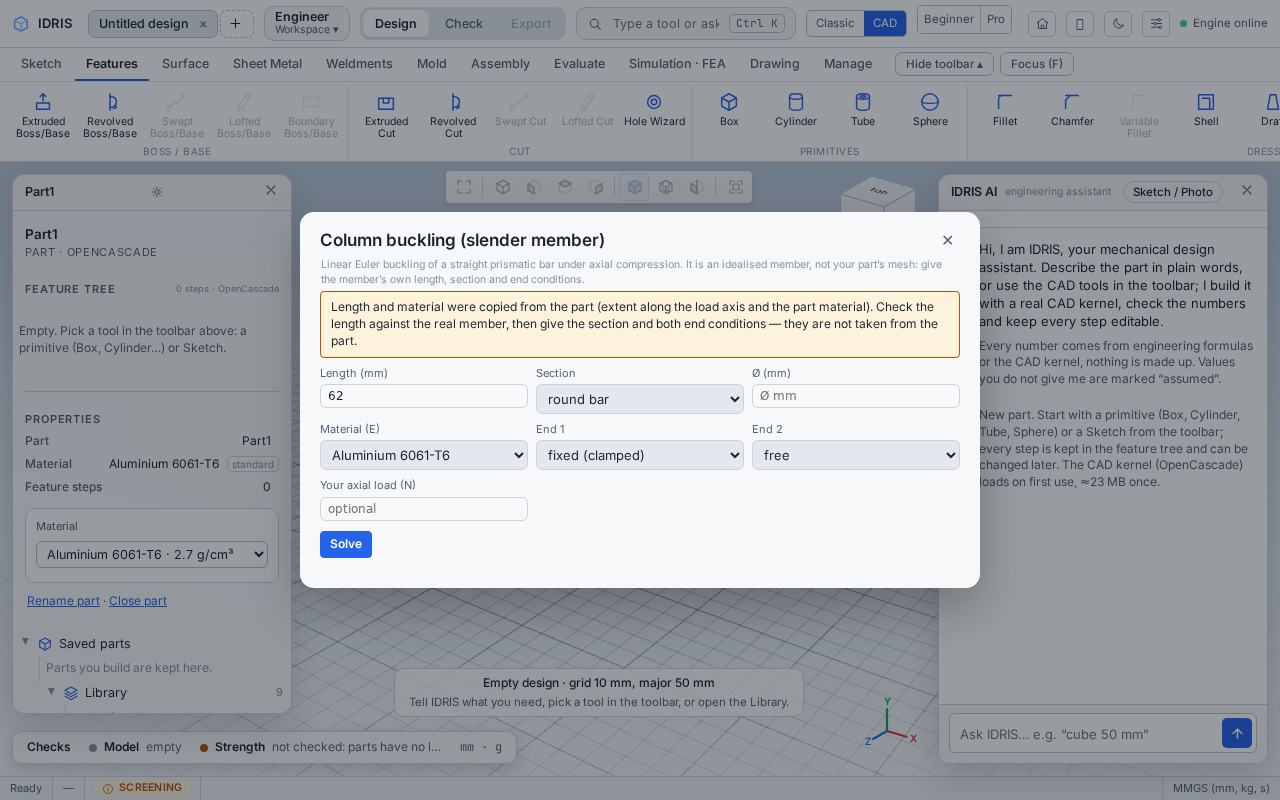 IDRIS
Untitled design ×
+
Engineer
Workspace ▾
Design
Check
Export
Type a tool or ask
Ctrl K
Classic
CAD
Beginner
Pro
Engine online
Sketch
Features
Surface
Sheet Metal
Weldments
Mold
Assembly
Evaluate
Simulation · FEA
Drawing
Manage
Hide toolbar ▴
Focus (F)
Extruded Boss/Base
Revolved Boss/Base
Swept Boss/Base
Lofted Boss/Base
Boundary Boss/Base
BOSS / BASE
Extruded Cut
Revolved Cut
Swept Cut
Lofted Cut
Hole Wizard
CUT
Box
Cylinder
Tube
Sphere
PRIMITIVES
Fillet
Chamfer
Variable Fillet
Shell
Dra
DRESS
Part1
TOP
IDRIS AI
engineering assistant
Sketch / Photo
Part1
PART · OPENCASCADE
FEATURE TREE
0 steps · OpenCascade
Empty. Pick a tool in the toolbar above: a
primitive (Box, Cylinder…) or Sketch.
PROPERTIES
Part
Part1
Material
Aluminium 6061-T6
standard
Feature steps
0
Material
Aluminium 6061-T6 · 2.7 g/cm³
Rename part · Close part
Saved parts
Parts you build are kept here.
Library
9
Column buckling (slender member)
Linear Euler buckling of a straight prismatic bar under axial compression. It is an idealised member, not your part's mesh: give
the member's own length, section and end conditions.
Length and material were copied from the part (extent along the load axis and the part material). Check the
length against the real member, then give the section and both end conditions — they are not taken from the
part.
Length (mm)
62
Section
round bar
Ø (mm)
Ø mm
Material (E)
Aluminium 6061-T6
End 1
fixed (clamped)
End 2
free
Your axial load (N)
optional
Solve
Hi, I am IDRIS, your mechanical design
assistant. Describe the part in plain words,
or use the CAD tools in the toolbar; I build it
with a real CAD kernel, check the numbers
and keep every step editable.
Every number comes from engineering formulas
or the CAD kernel, nothing is made up. Values
you do not give me are marked “assumed”.
New part. Start with a primitive (Box, Cylinder,
Tube, Sphere) or a Sketch from the toolbar;
every step is kept in the feature tree and can be
changed later. The CAD kernel (OpenCascade)
loads on first use, ≈23 MB once.
Ask IDRIS… e.g. “cube 50 mm”
Empty design · grid 10 mm, major 50 mm
Tell IDRIS what you need, pick a tool in the toolbar, or open the Library.
Y
X
Z
Checks
Model empty
Strength not checked: parts have no l…
mm · g
Ready
—
SCREENING
MMGS (mm, kg, s)